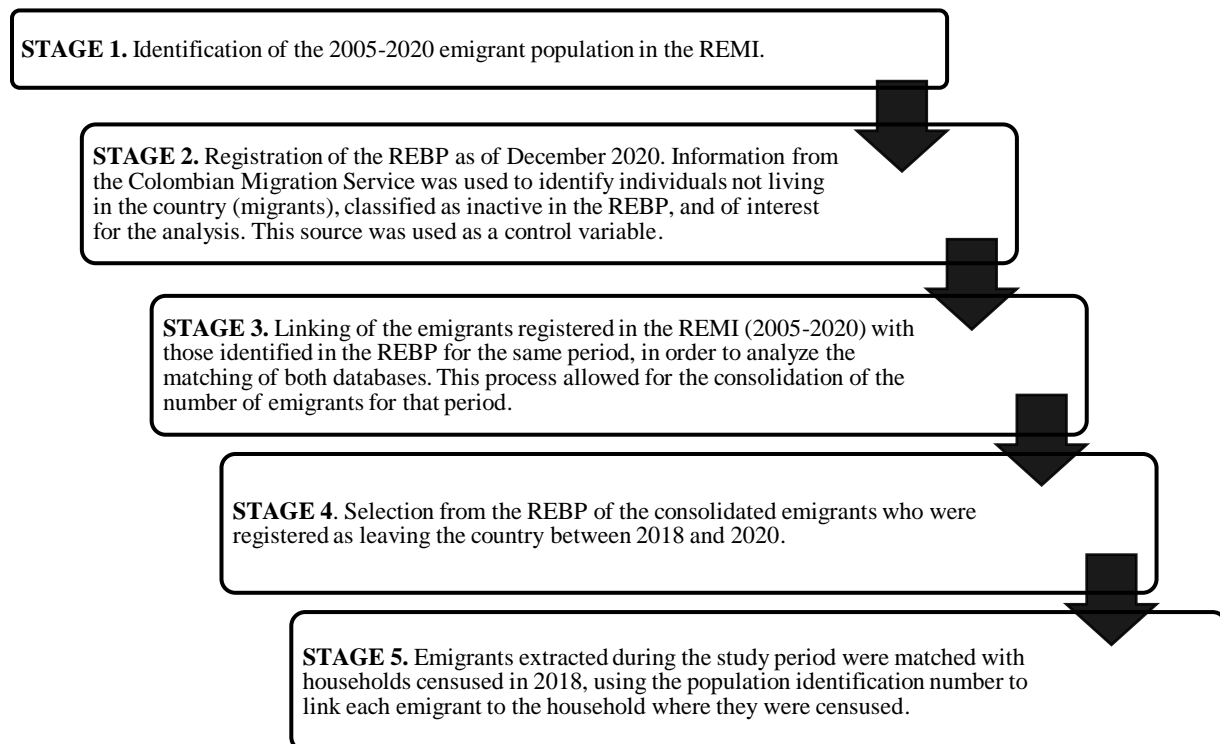 STAGE 1. Identification of the 2005-2020 emigrant population in the REMI.
STAGE 2. Registration of the REBP as of December 2020. Information from
the Colombian Migration Service was used to identify individuals not living
in the country (migrants), classified as inactive in the REBP, and of interest
for the analysis. This source was used as a control variable.
STAGE 3. Linking of the emigrants registered in the REMI (2005-2020) with
those identified in the REBP for the same period, in order to analyze the
matching of both databases. This process allowed for the consolidation of the
number of emigrants for that period.
STAGE 4. Selection from the REBP of the consolidated emigrants who were
registered as leaving the country between 2018 and 2020.
STAGE 5. Emigrants extracted during the study period were matched with
households censused in 2018, using the population identification number to
link each emigrant to the household where they were censused.